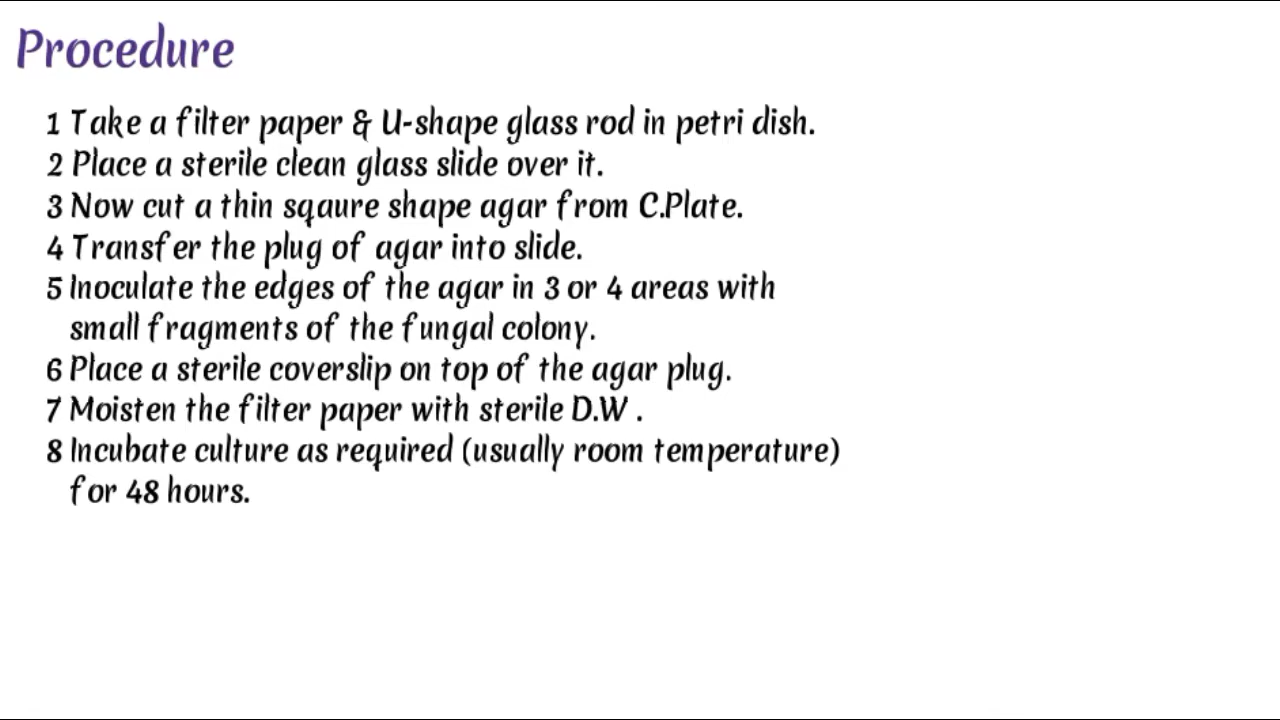 Procedure
1 Take a filter paper & U-shape glass rod in petri dish.
2 Place a sterile clean glass slide over it.
3 Now cut a thin sqaure shape agar from C.Plate.
4 Transfer the plug of agar into slide.
5 Inoculate the edges of the agar in 3 or 4 areas with
small fragments of the fungal colony.
6 Place a sterile coverslip on top of the agar plug.
7 Moisten the filter paper with sterile D.W .
8 Incubate culture as required (usually room temperature)
for 48 hours.